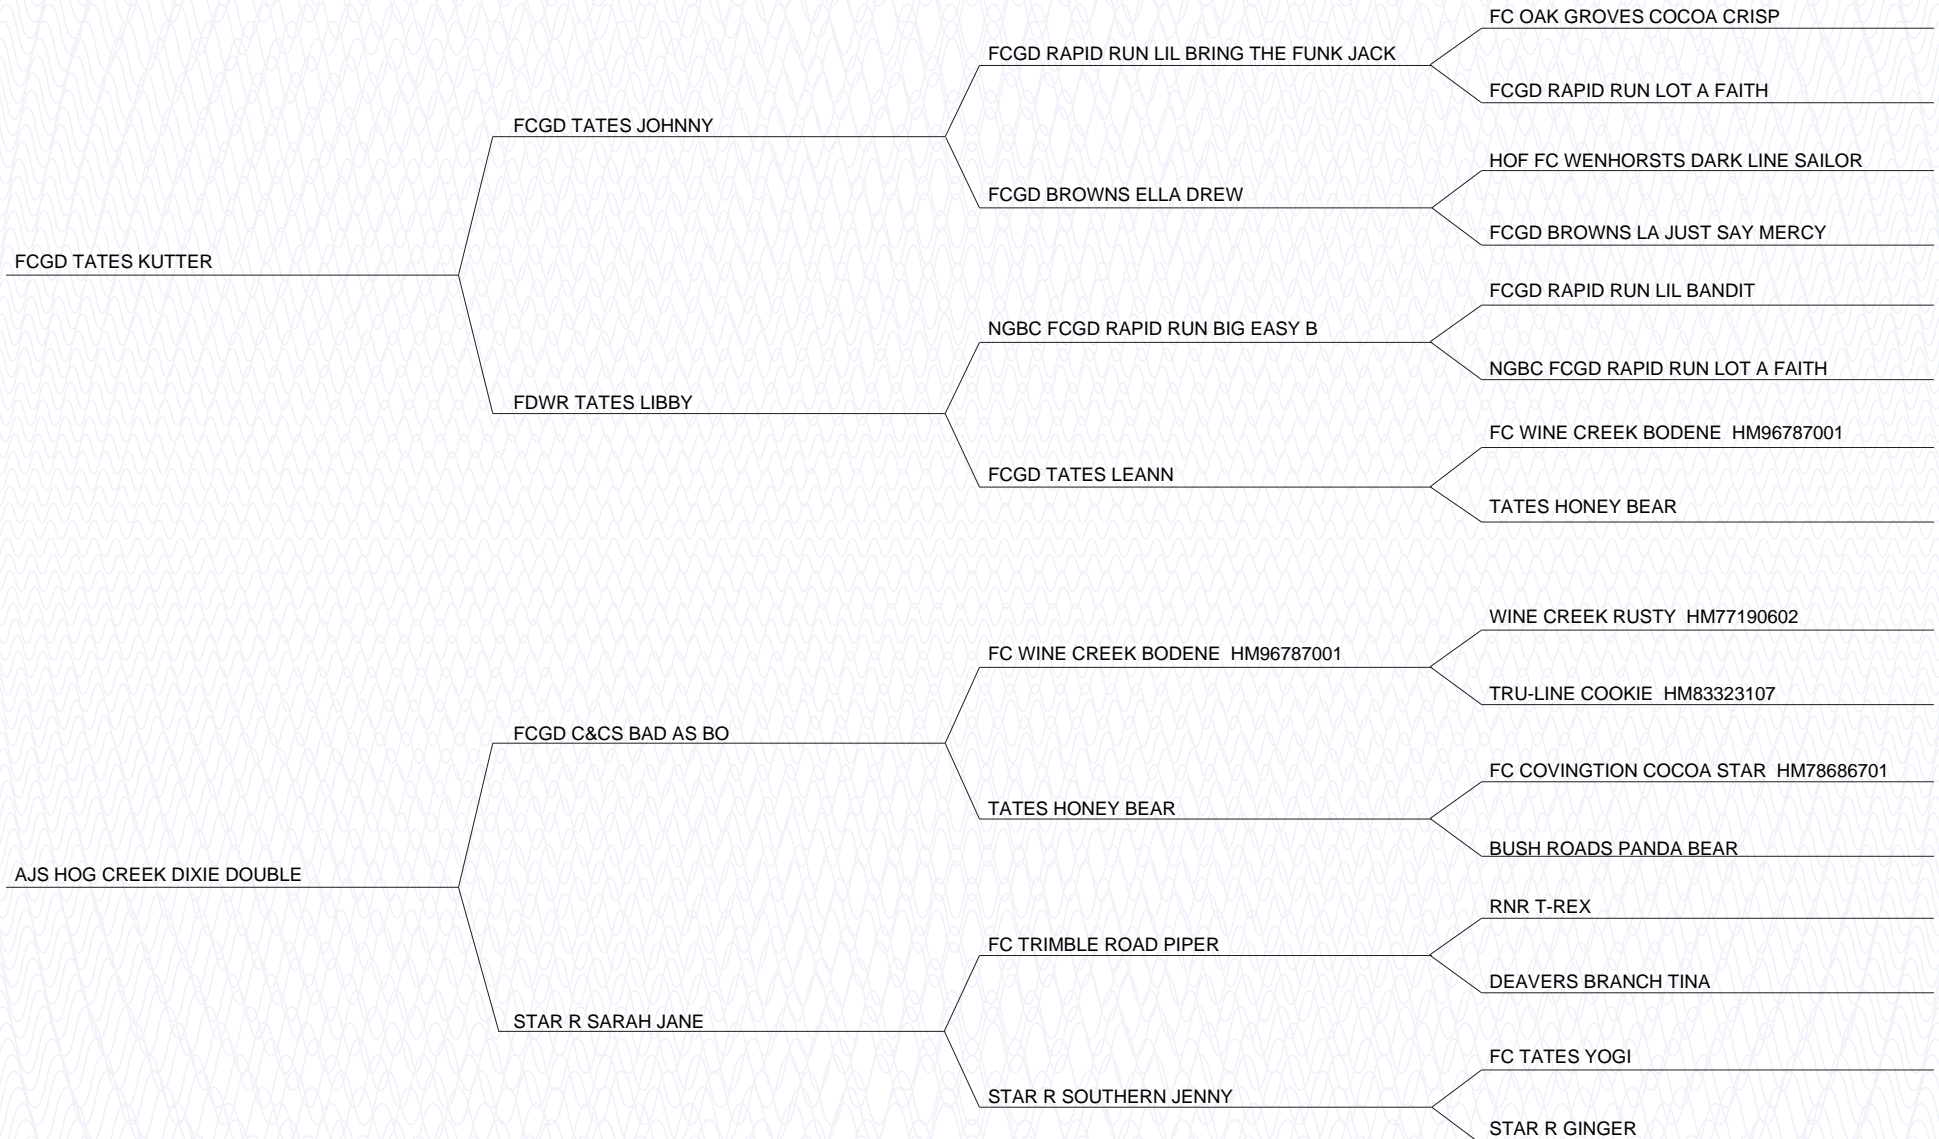 FC OAK GROVES COCOA CRISP
FCGD RAPID RUN LIL BRING THE FUNK JACK
FCGD RAPID RUN LOT A FAITH
FCGD TATES JOHNNY
HOF FC WENHORSTS DARK LINE SAILOR
FCGD BROWNS ELLA DREW
FCGD BROWNS LA JUST SAY MERCY
FCGD TATES KUTTER
FCGD RAPID RUN LIL BANDIT
NGBC FCGD RAPID RUN BIG EASY B
NGBC FCGD RAPID RUN LOT A FAITH
FDWR TATES LIBBY
FC WINE CREEK BODENE HM96787001
FCGD TATES LEANN
TATES HONEY BEAR
WINE CREEK RUSTY HM77190602
FC WINE CREEK BODENE HM96787001
TRU-LINE COOKIE HM83323107
FCGD C&CS BAD AS BO
FC COVINGTION COCOA STAR HM78686701
TATES HONEY BEAR
BUSH ROADS PANDA BEAR
AJS HOG CREEK DIXIE DOUBLE
RNR T-REX
FC TRIMBLE ROAD PIPER
DEAVERS BRANCH TINA
STAR R SARAH JANE
FC TATES YOGI
STAR R SOUTHERN JENNY
STAR R GINGER